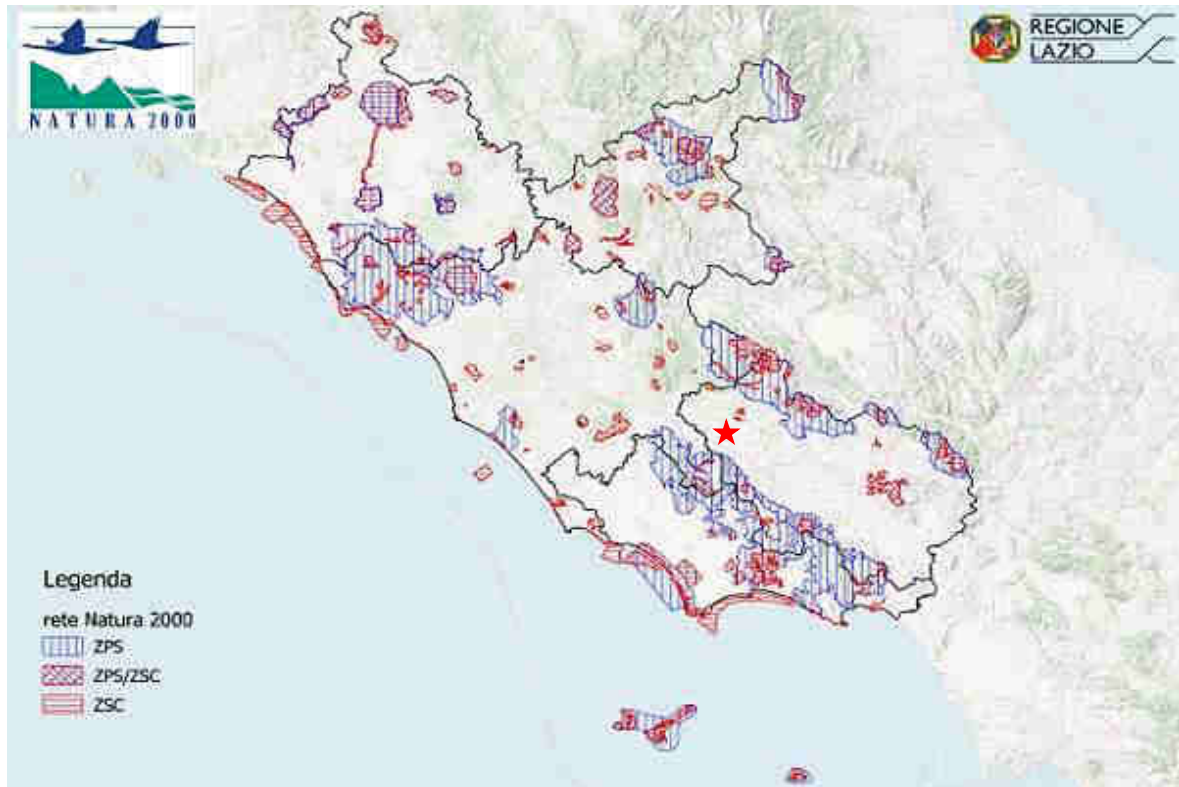 NATURA 2000
REGIONE
LAZIO
Legenda
rete Natura 2000
ZPS
ZPS/ZSC
ZSC